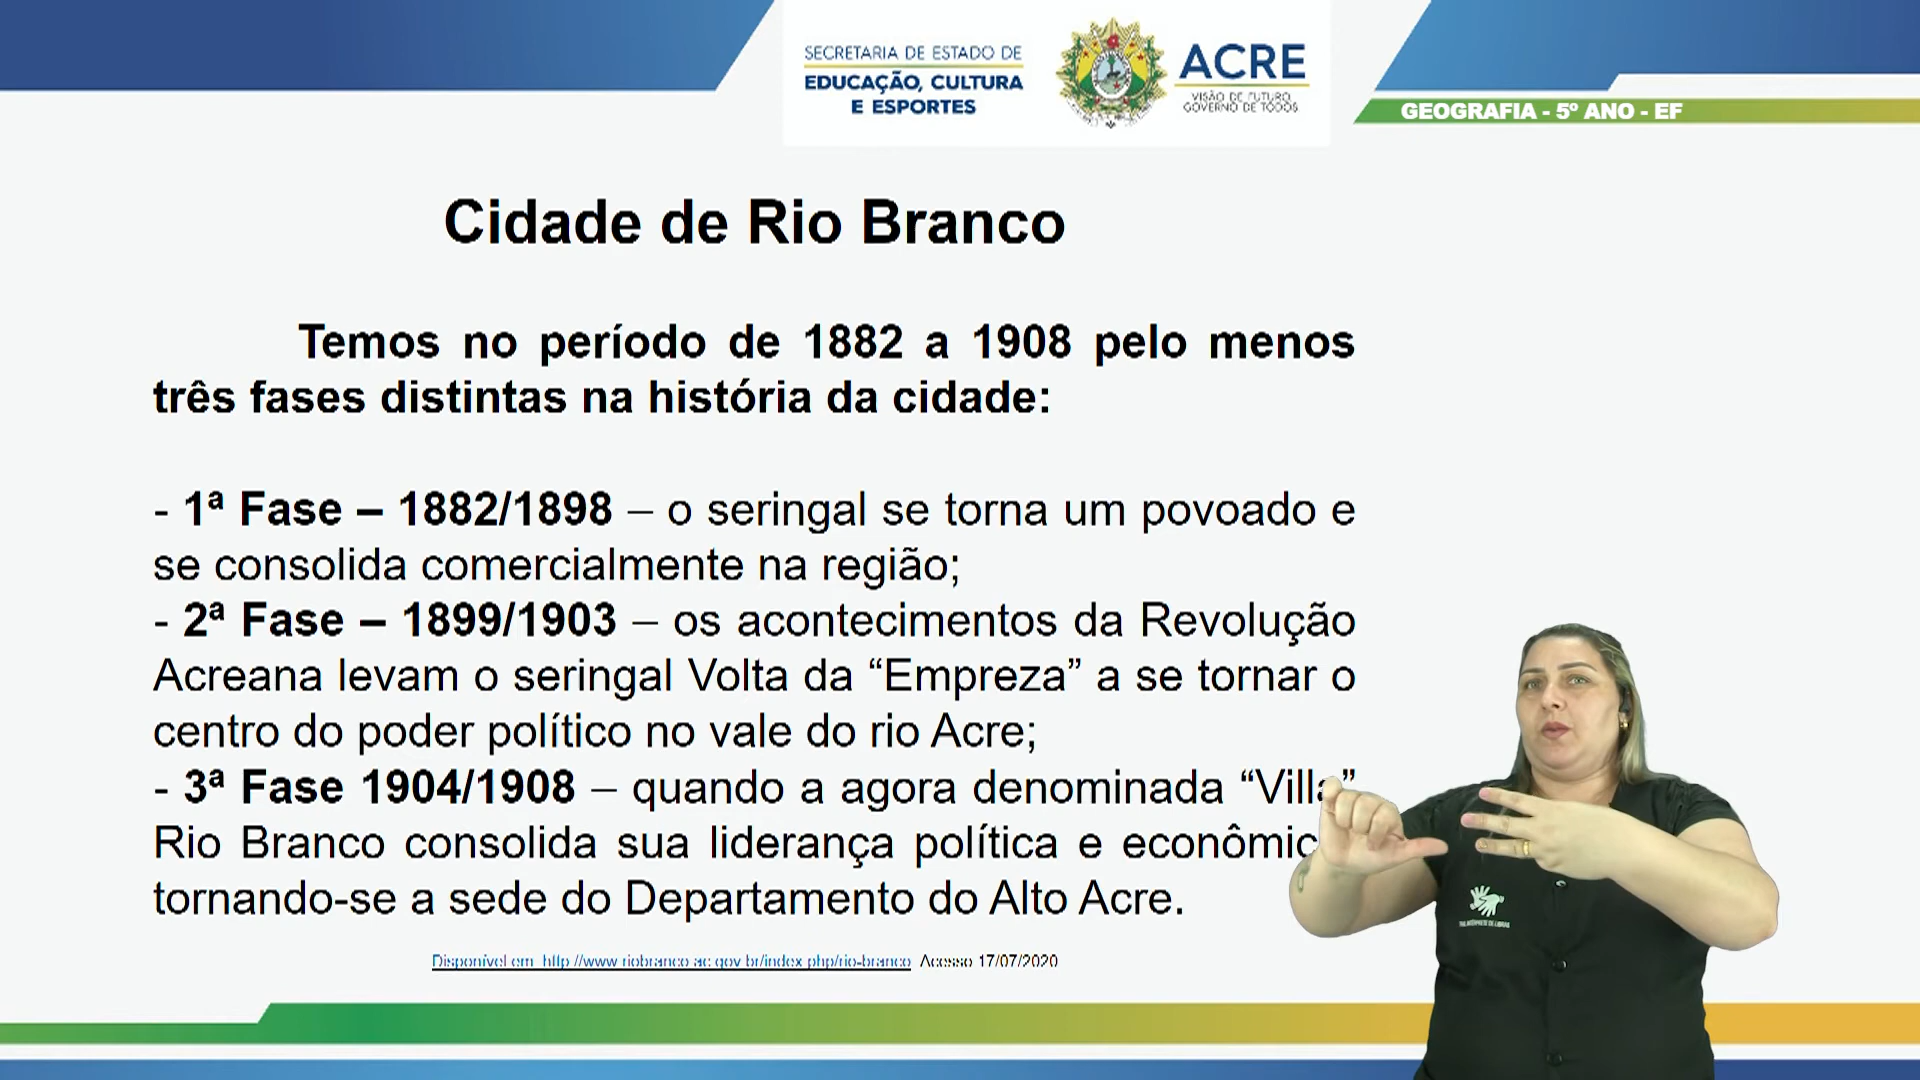 SECRETARIA DE ESTADO DE
EDUCAÇÃO, CULTURA
E ESPORTES
ACRE
VISÃO DE FUTURO,
GOVERNO DE TODOS
GEOGRAFIA - 5º ANO - EF
Cidade de Rio Branco
Temos no período de 1882 a 1908 pelo menos
três fases distintas na história da cidade:
- 1ª Fase – 1882/1898 – o seringal se torna um povoado e
se consolida comercialmente na região;
- 2ª Fase – 1899/1903 – os acontecimentos da Revolução
Acreana levam o seringal Volta da “Empreza” a se tornar o
centro do poder político no vale do rio Acre;
- 3ª Fase 1904/1908 – quando a agora denominada “Villa”
Rio Branco consolida sua liderança política e econômic
tornando-se a sede do Departamento do Alto Acre.
Disponível em http://www.riobranco.ac.gov.br/index.php/rio-branco Acesso 17/07/2020